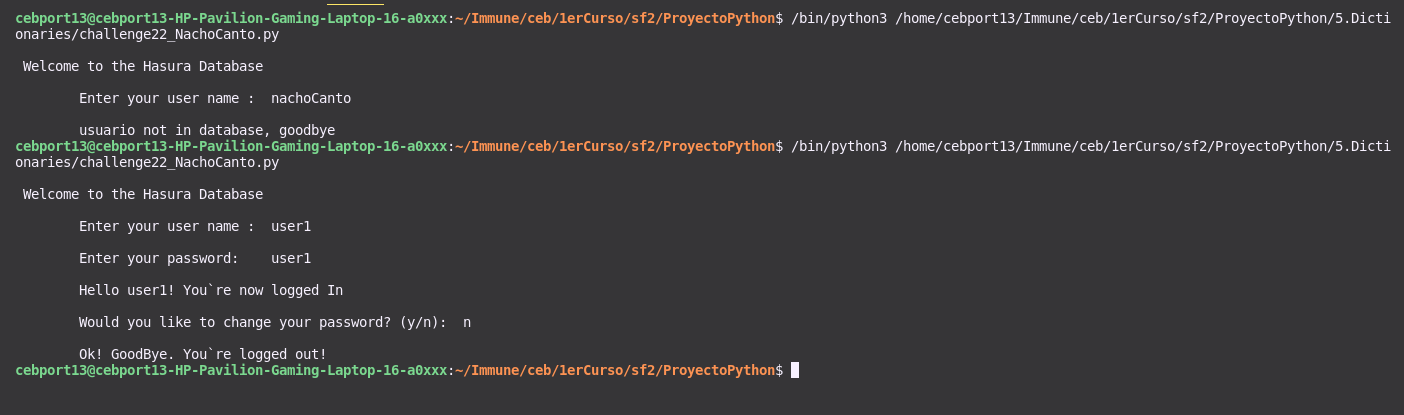 cebport13@cebport13-HP-Pavilion-Gaming-Laptop-16-a0xxx:~/Immune/ceb/1erCurso/sf2/ProyectoPython$ /bin/python3 /home/cebport13/Immune/ceb/1erCurso/sf2/ProyectoPython/5.Dicti
onaries/challenge22_NachoCanto.py
Welcome to the Hasura Database
Enter your user name :  nachoCanto
usuario not in database, goodbye
cebport13@cebport13-HP-Pavilion-Gaming-Laptop-16-a0xxx:~/Immune/ceb/1erCurso/sf2/ProyectoPython$ /bin/python3 /home/cebport13/Immune/ceb/1erCurso/sf2/ProyectoPython/5.Dicti
onaries/challenge22_NachoCanto.py
Welcome to the Hasura Database
Enter your user name :  user1
Enter your password:    user1
Hello user1! You`re now logged In
Would you like to change your password? (y/n):  n
Ok! GoodBye. You`re logged out!
cebport13@cebport13-HP-Pavilion-Gaming-Laptop-16-a0xxx:~/Immune/ceb/1erCurso/sf2/ProyectoPython$